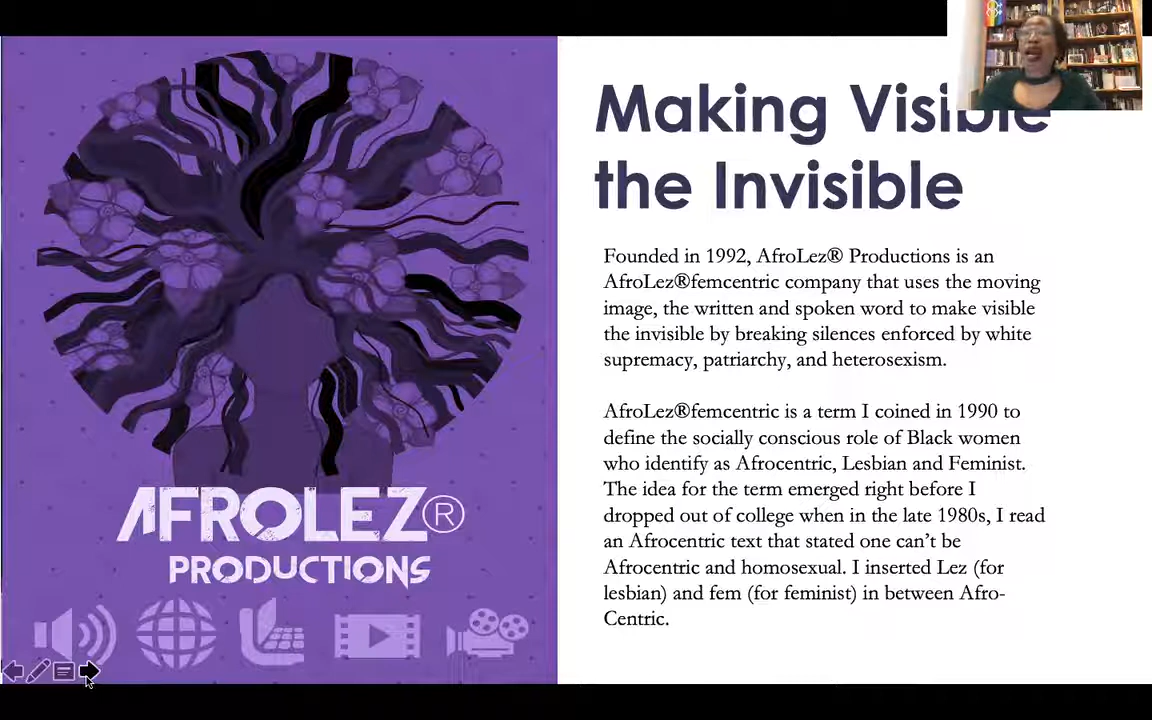 Making Visible
the Invisible
Founded in 1992, AfroLez® Productions is an
AfroLez®femcentric company that uses the moving
image, the written and spoken word to make visible
the invisible by breaking silences enforced by white
supremacy, patriarchy, and heterosexism.
AfroLez®femcentric is a term I coined in 1990 to
define the socially conscious role of Black women
who identify as Afrocentric, Lesbian and Feminist.
The idea for the term emerged right before I
dropped out of college when in the late 1980s, I read
an Afrocentric text that stated one can’t be
Afrocentric and homosexual. I inserted Lez (for
lesbian) and fem (for feminist) in between Afro-
Centric.
AFROLEZ®
PRODUCTIONS